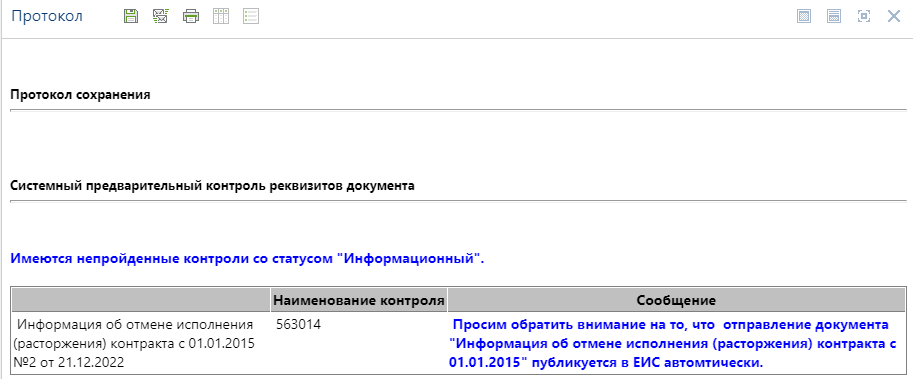 Протокол
Протокол сохранения
Системный предварительный контроль реквизитов документа
Имеются непройденные контроли со статусом "Информационный".
Наименование контроля Сообщение
Информация об отмене исполнения
(расторжения) контракта с 01.01.2015
№2 от 21.12.2022
563014
Просим обратить внимание на то, что  отправление документа
"Информация об отмене исполнения (расторжения) контракта с
01.01.2015" публикуется в ЕИС автомтически.